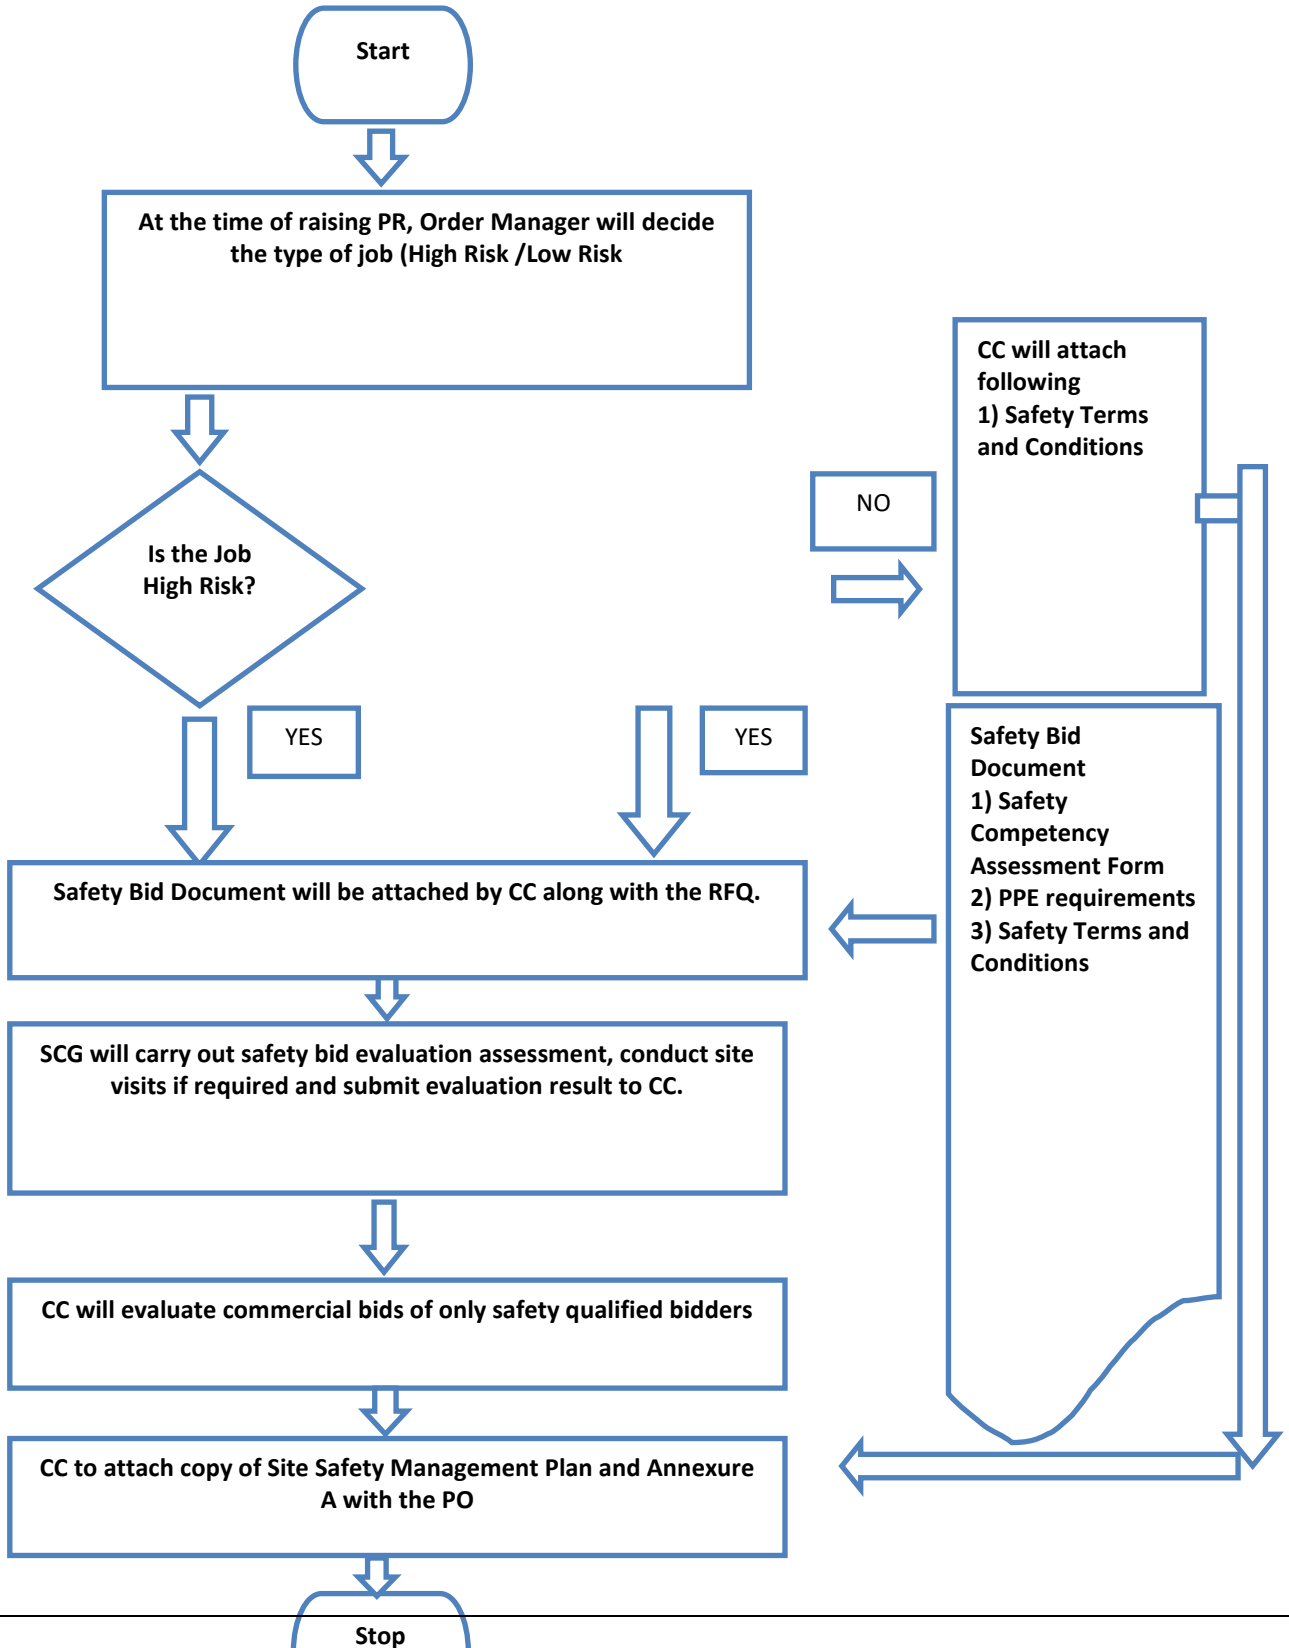 Start
At the time of raising PR, Order Manager will decide
the type of job (High Risk /Low Risk
CC will attach
following
1) Safety Terms
and Conditions
NO
Is the Job
High Risk?
YES
YES
Safety Bid
Document
1) Safety
Competency
Assessment Form
2) PPE requirements
3) Safety Terms and
Conditions
Safety Bid Document will be attached by CC along with the RFQ.
SCG will carry out safety bid evaluation assessment, conduct site
visits if required and submit evaluation result to CC.
CC will evaluate commercial bids of only safety qualified bidders
CC to attach copy of Site Safety Management Plan and Annexure
A with the PO
Stop